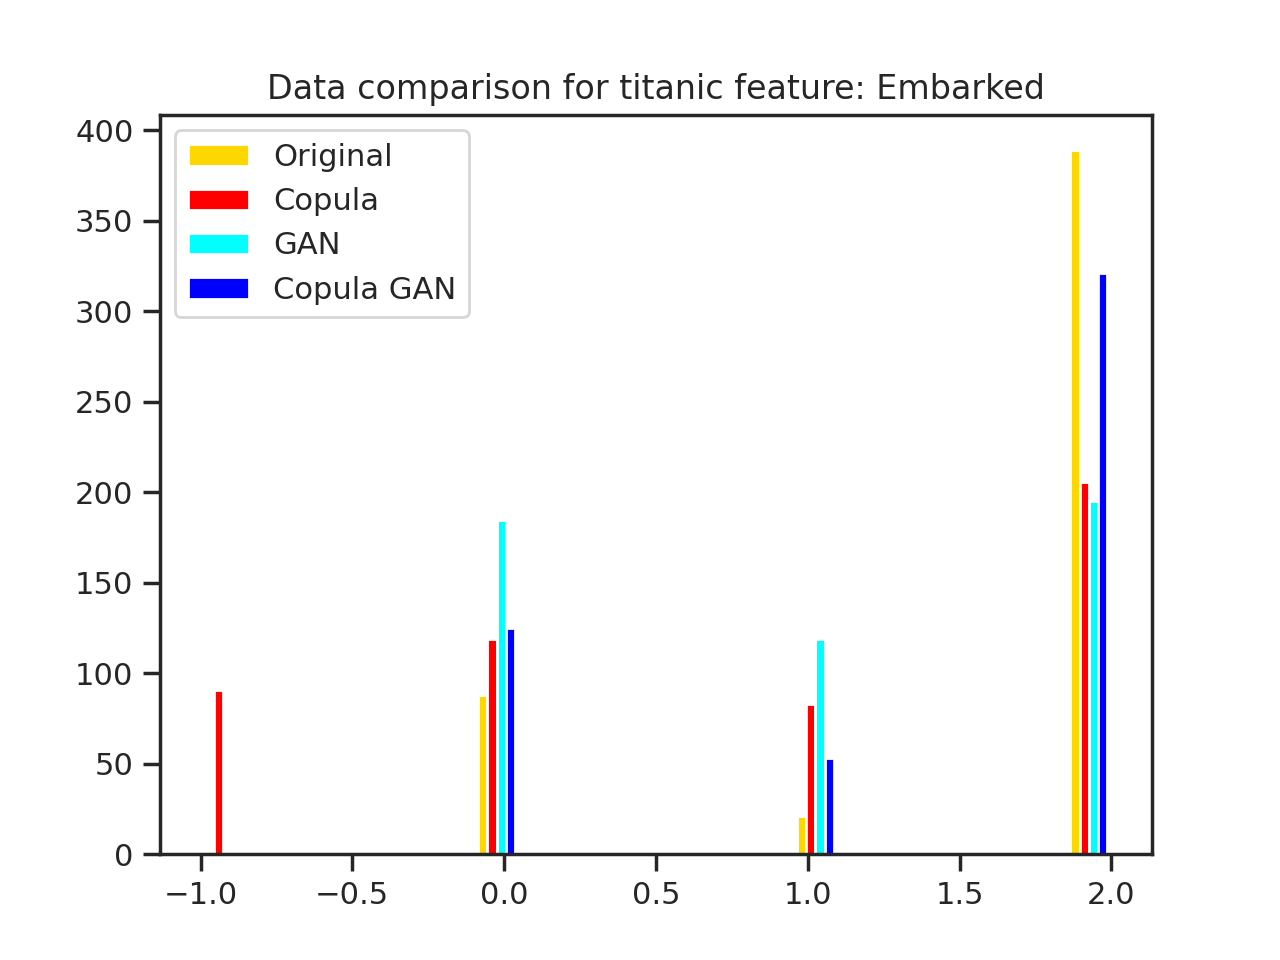 Data comparison for titanic feature: Embarked
400
350
300
250
200
150
100
50
0
Original
Copula
GAN
Copula GAN
−1.0 −0.5 0.0 0.5 1.0 1.5 2.0